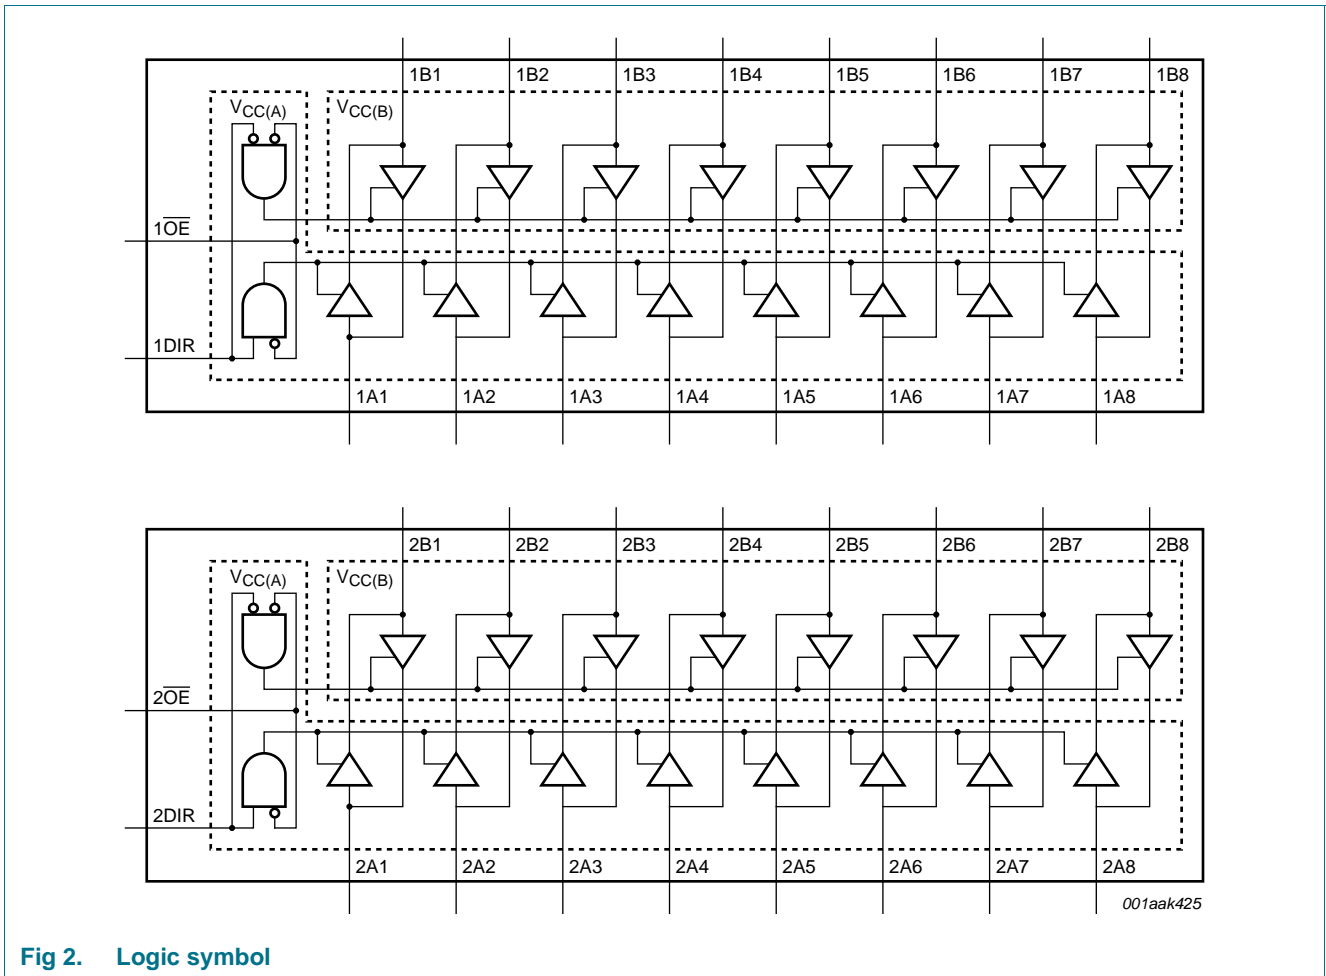 1B1 1B2 1B3 1B4 1B5 1B6 1B7 1B8
VCC(A) VCC(B)
1O̅E̅
1DIR
1A1 1A2 1A3 1A4 1A5 1A6 1A7 1A8
2B1 2B2 2B3 2B4 2B5 2B6 2B7 2B8
VCC(A) VCC(B)
2O̅E̅
2DIR
2A1 2A2 2A3 2A4 2A5 2A6 2A7 2A8
001aak425
Fig 2. Logic symbol